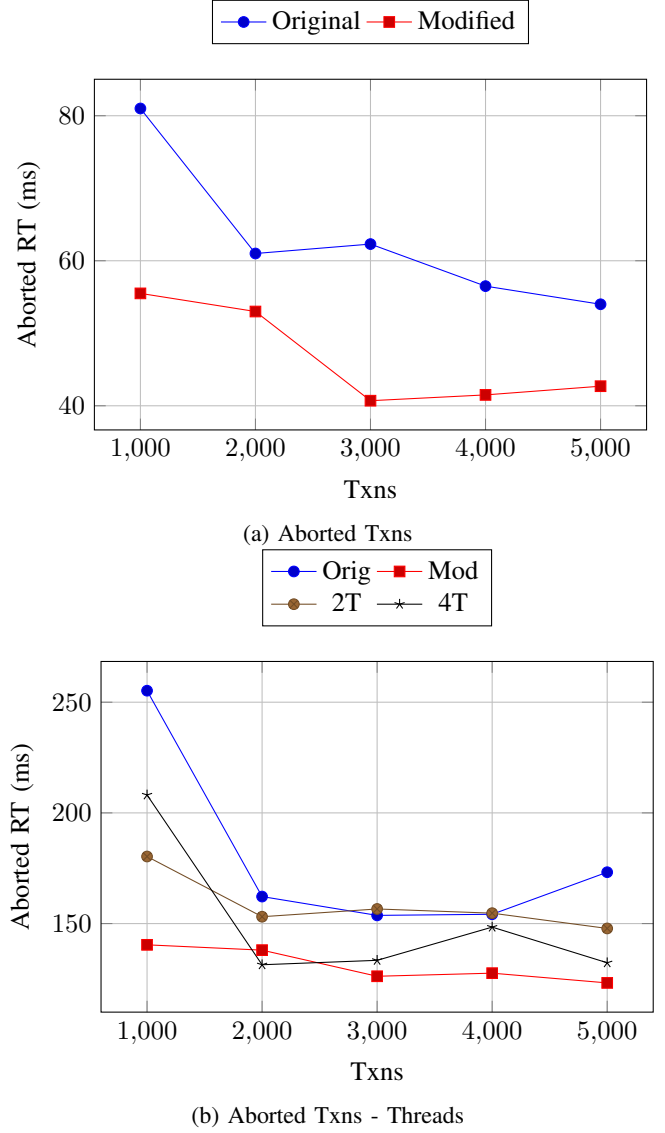 Original Modified
80
60
40
Aborted RT (ms)
1,000 2,000 3,000 4,000 5,000
Txns
(a) Aborted Txns
Orig Mod
2T 4T
250
200
150
Aborted RT (ms)
1,000 2,000 3,000 4,000 5,000
Txns
(b) Aborted Txns - Threads